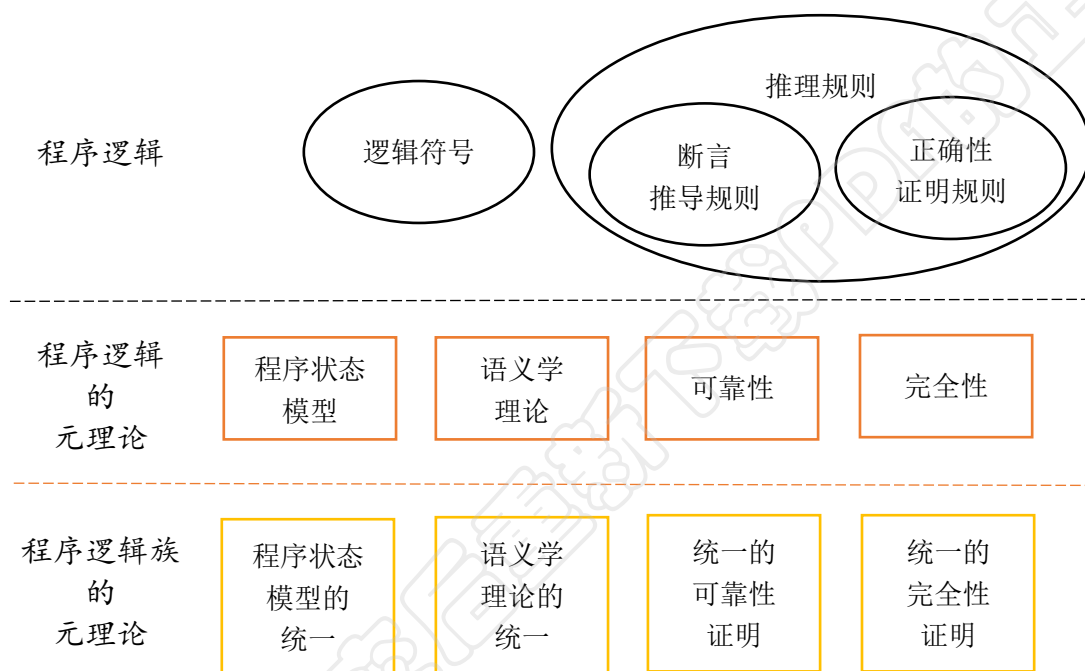 程序逻辑
逻辑符号
推理规则
断言
推导规则
正确性
证明规则
程序逻辑
的
元理论
程序状态
模型
语义学
理论
可靠性
完全性
程序逻辑族
的
元理论
程序状态
模型的
统一
语义学
理论的
统一
统一的
可靠性
证明
统一的
完全性
证明